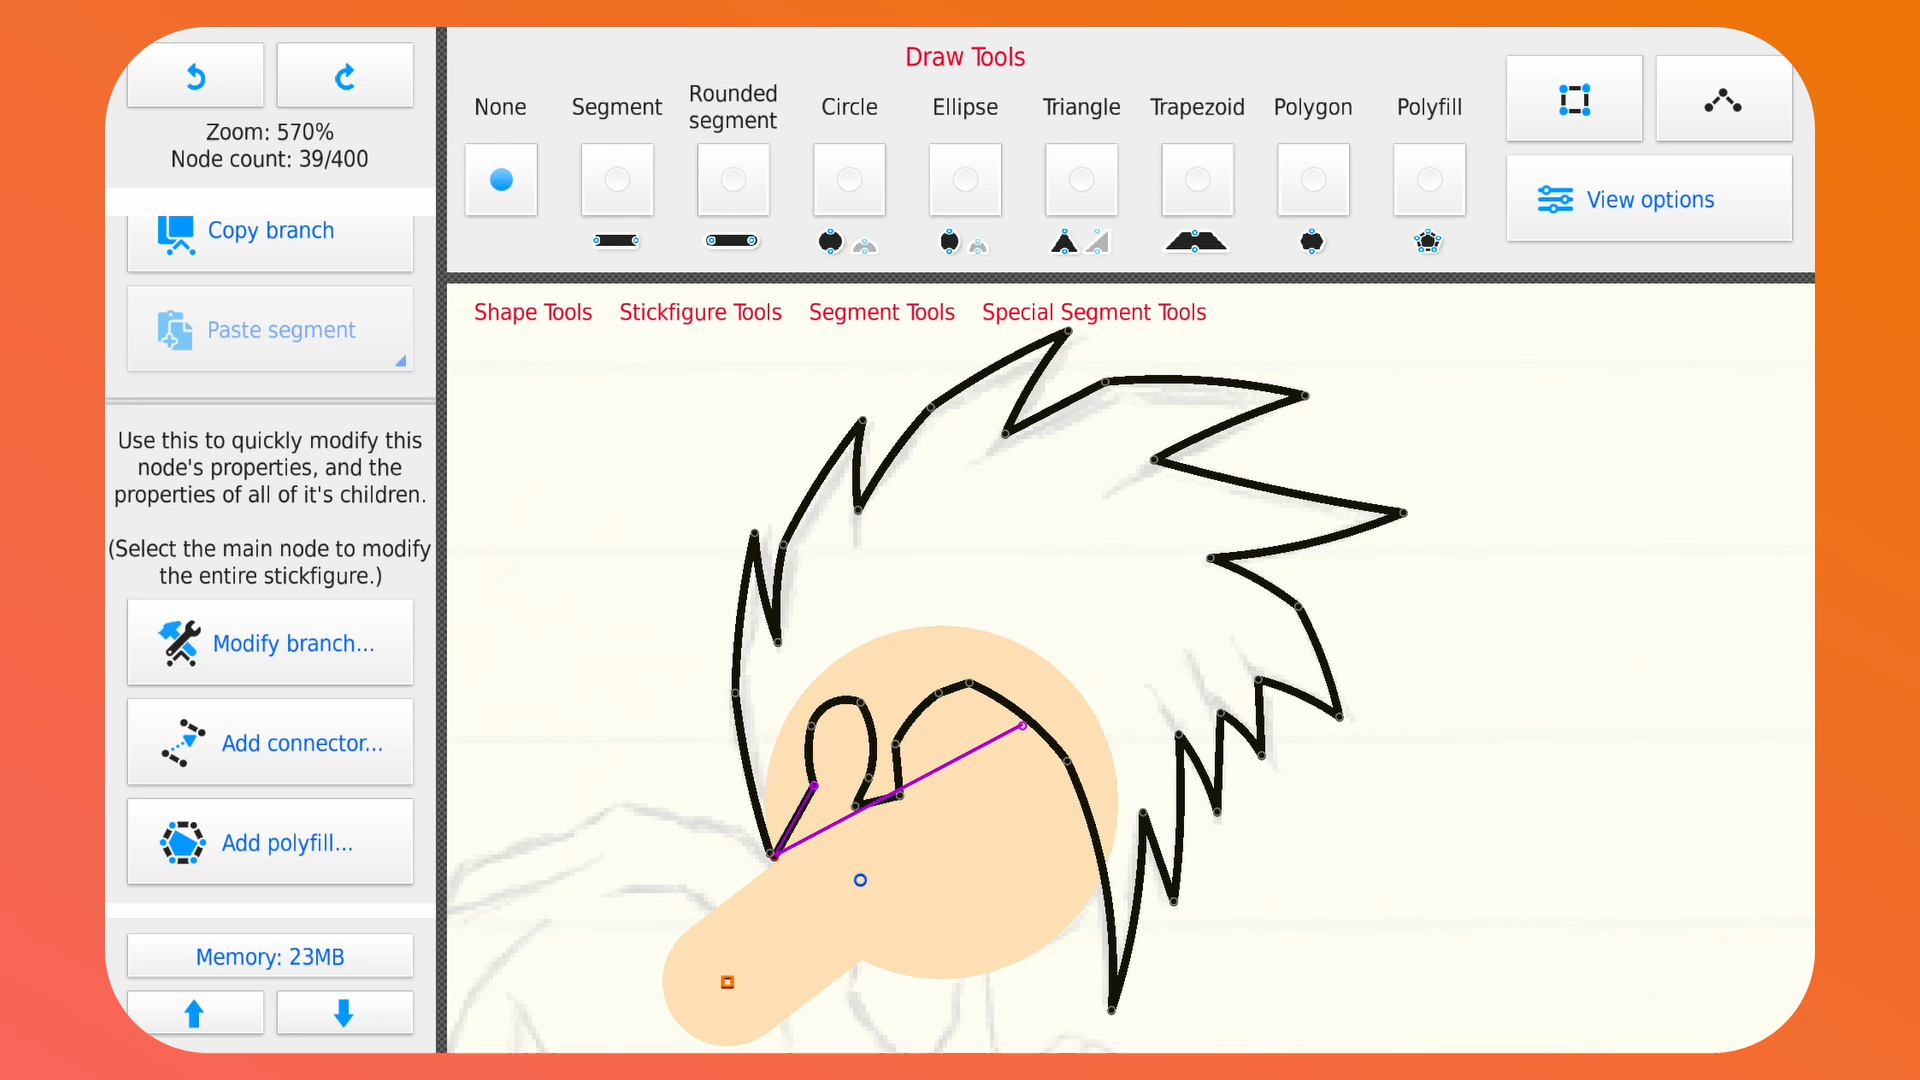 Zoom: 570%
Node count: 39/400
Copy branch
Paste segment
Use this to quickly modify this
node's properties, and the
properties of all of it's children.
(Select the main node to modify
the entire stickfigure.)
Modify branch...
Add connector...
Add polyfill...
Memory: 23MB
Draw Tools
None
Segment
Rounded
segment
Circle
Ellipse
Triangle
Trapezoid
Polygon
Polyfill
View options
Shape Tools
Stickfigure Tools
Segment Tools
Special Segment Tools